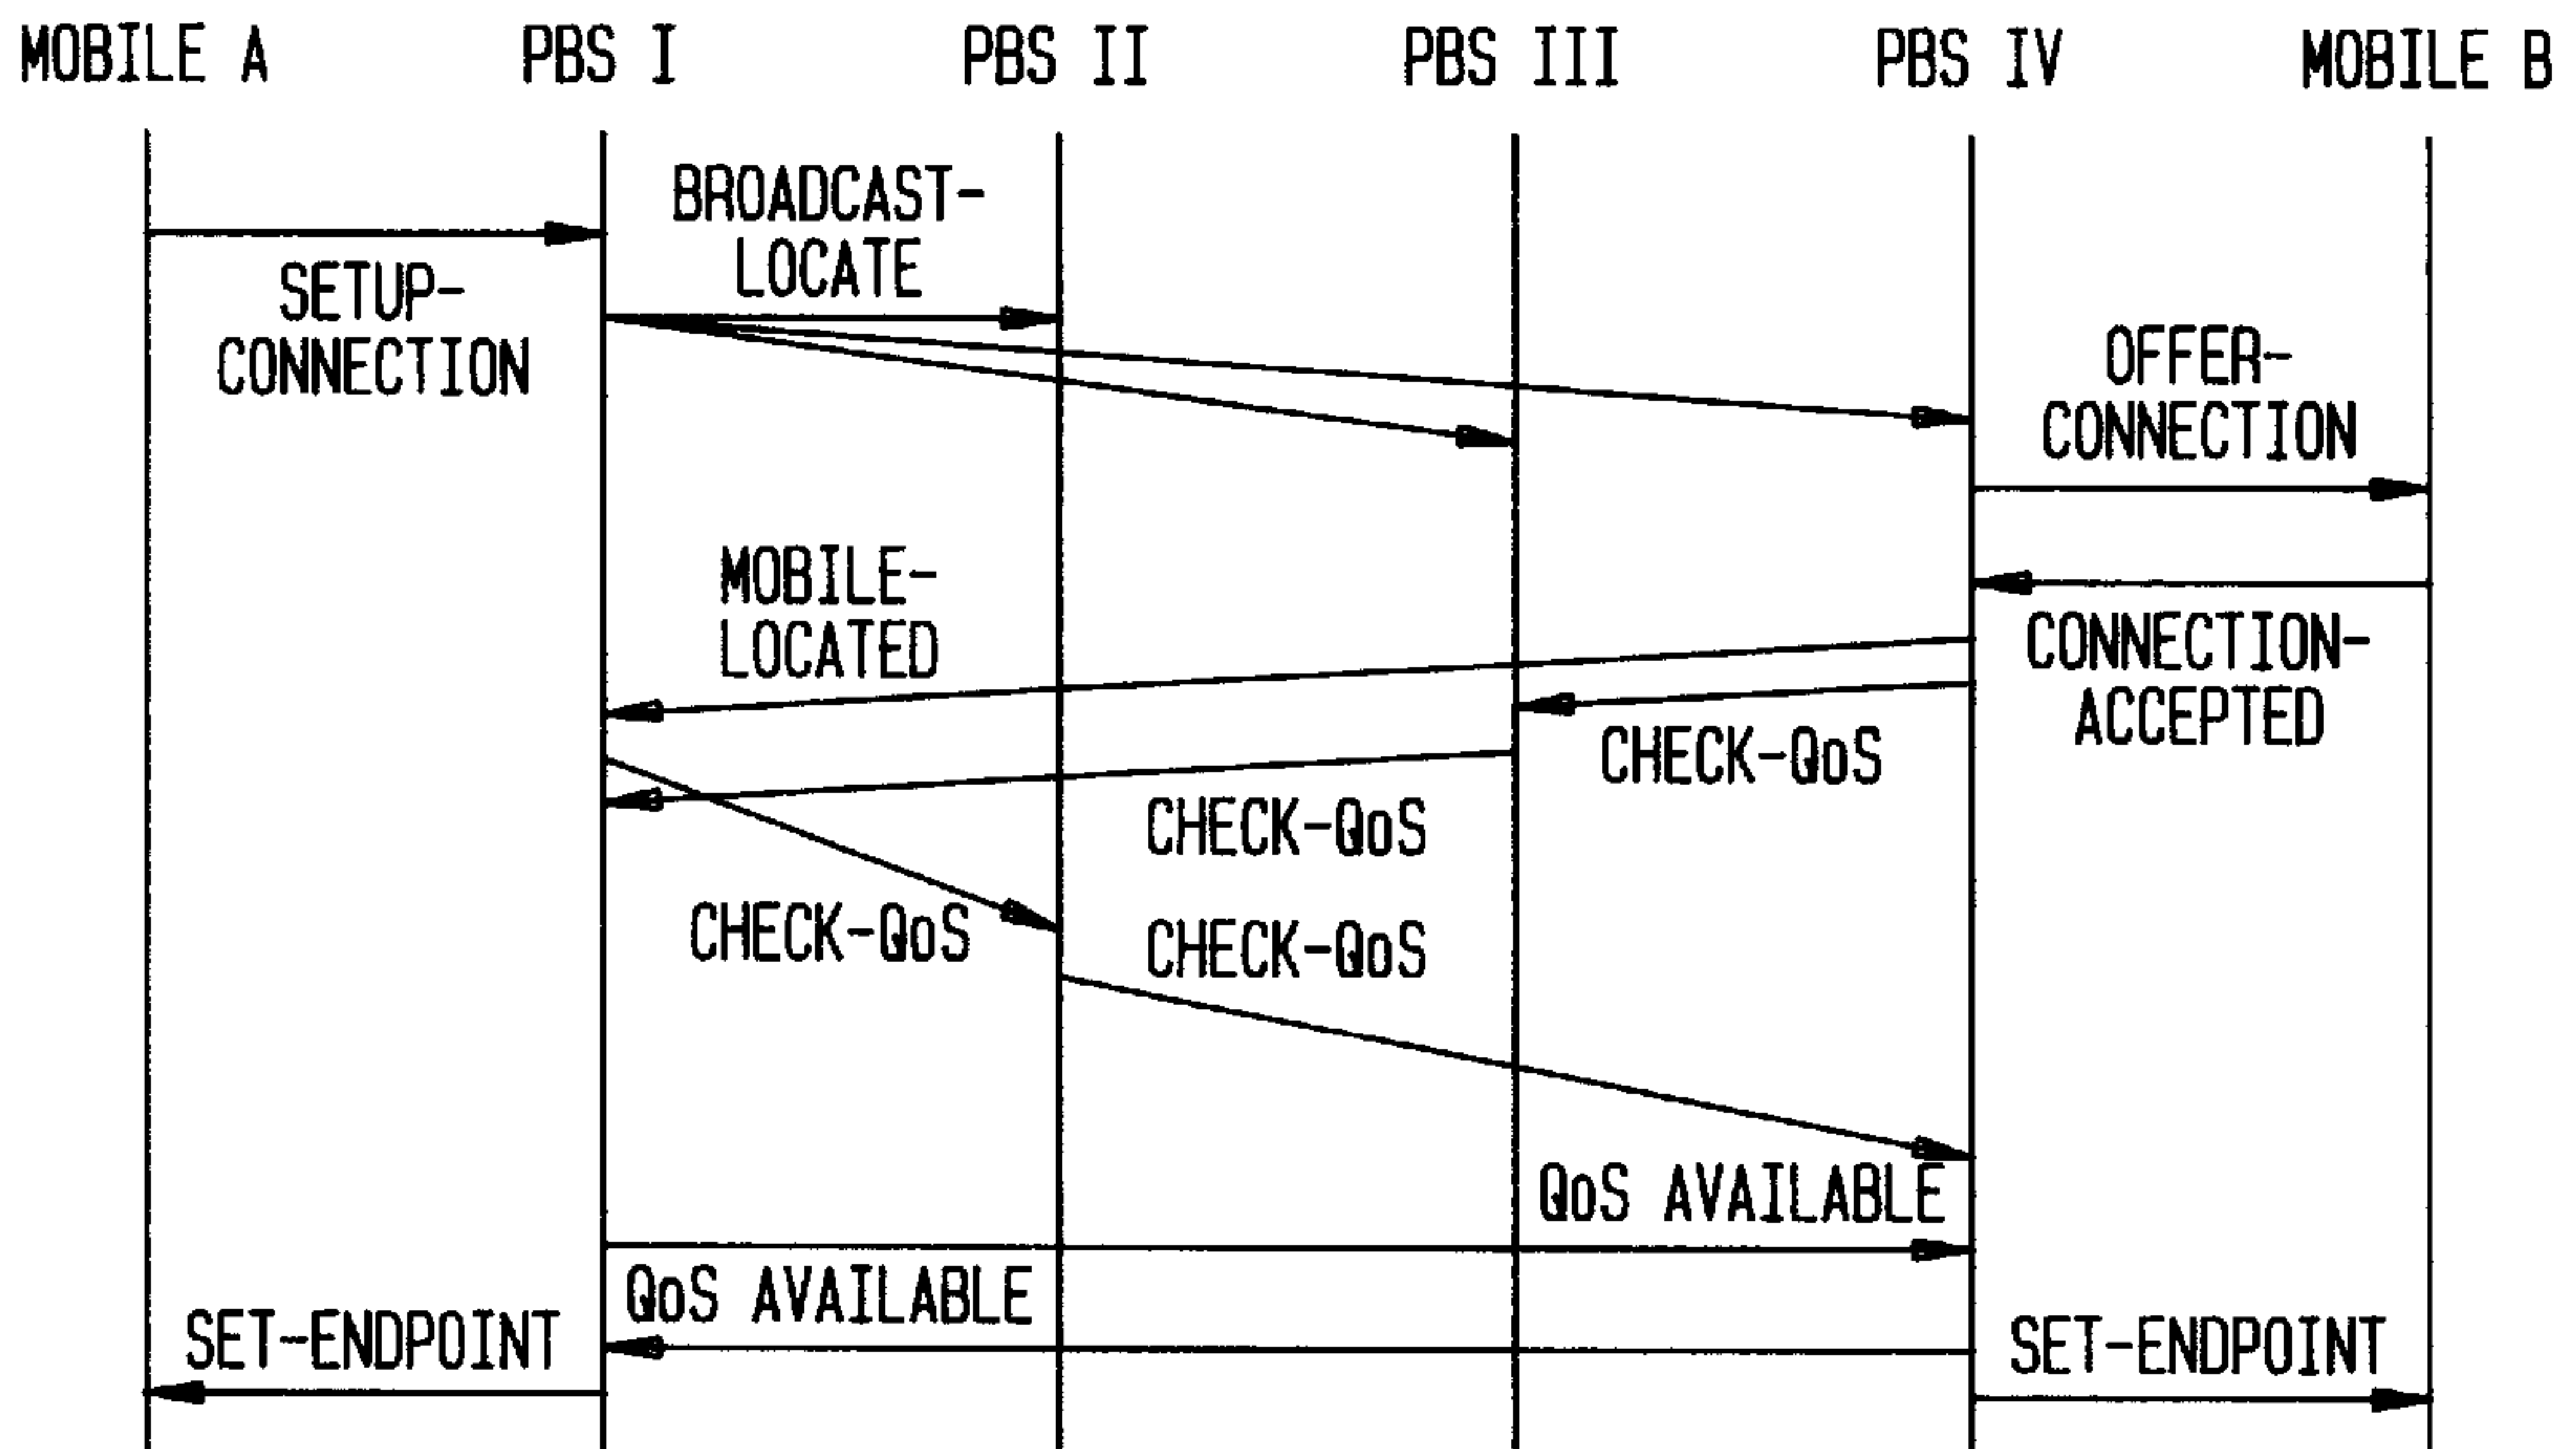 MOBILE A
PBS I
PBS II
PBS III
PBS IV
MOBILE B
BROADCAST-
LOCATE
SETUP-
CONNECTION
OFFER-
CONNECTION
MOBILE-
LOCATED
CONNECTION-
ACCEPTED
CHECK-QoS
CHECK-QoS
CHECK-QoS
CHECK-QoS
QoS AVAILABLE
QoS AVAILABLE
SET-ENDPOINT
SET-ENDPOINT